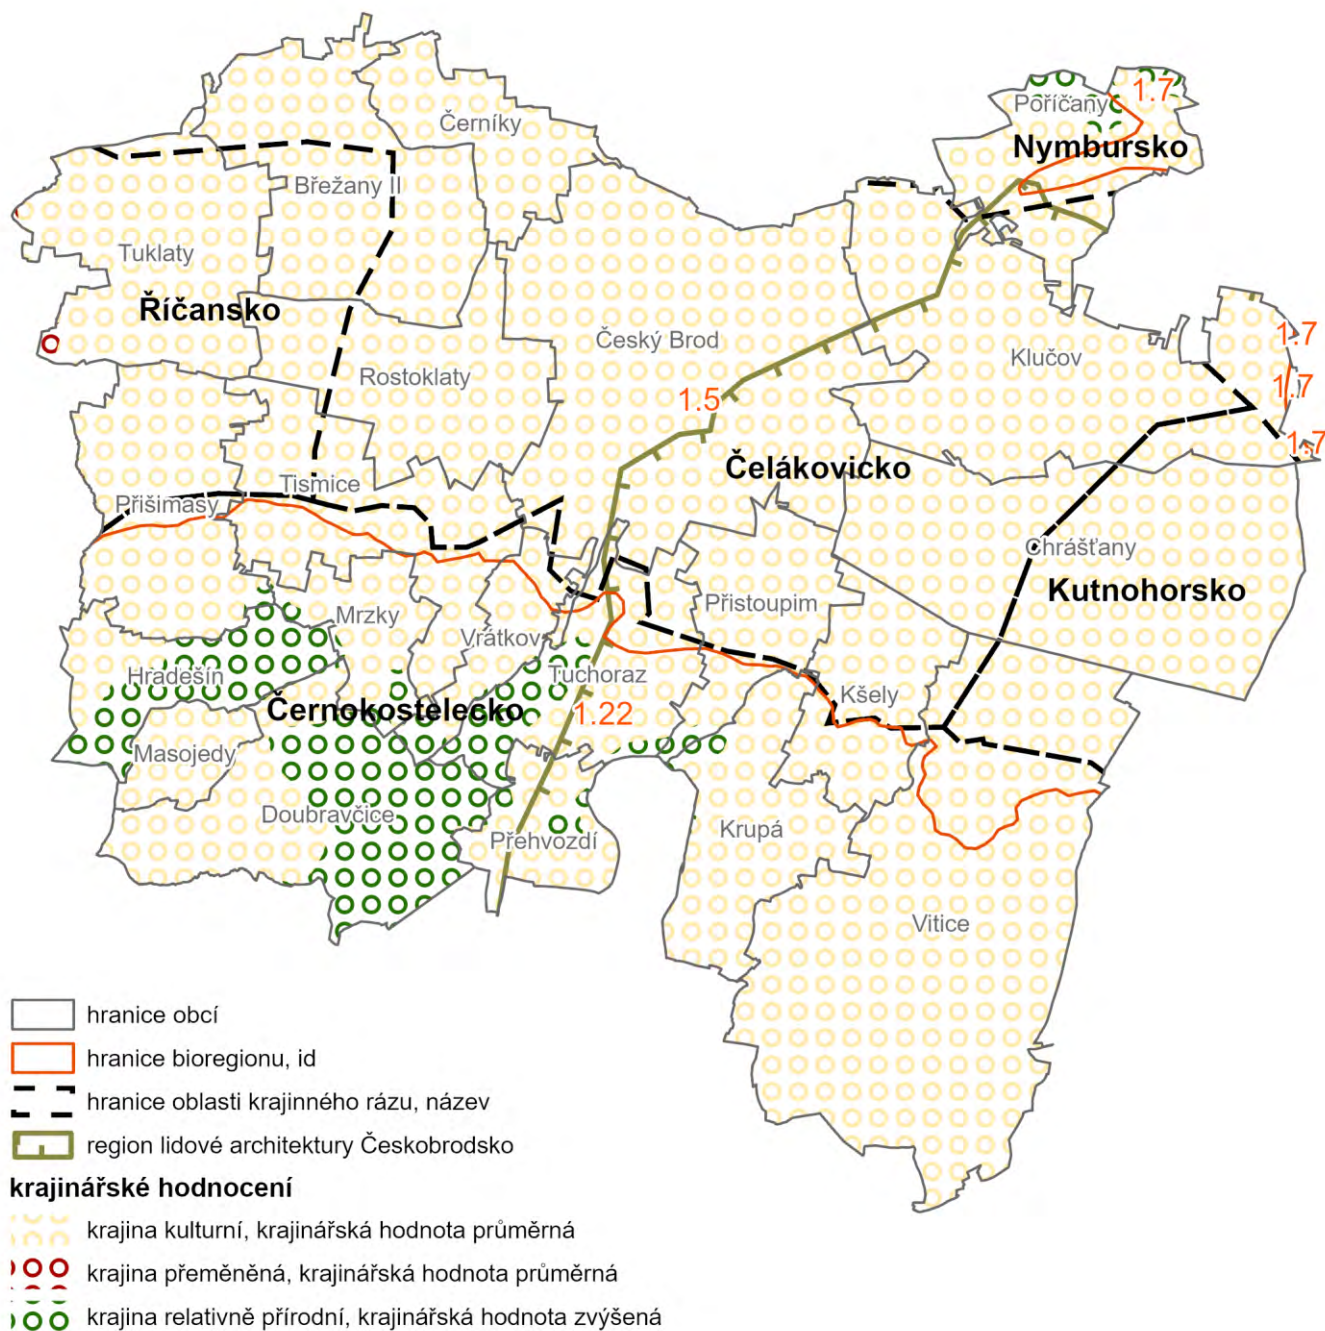 Černíky
Poříčany
1.7
Nymbursko
Břežany II
Tuklaty
Říčansko
Český Brod
Klučov
1.7
Rostoklaty
1.7
1.5
1.7
Čelákovicko
Tismice
Přišimasy
Chrášťany
Kutnohorsko
Přistoupim
Mrzky
Vrátkov
Hradešín
Tuchoraz
Kšely
Černokostelecko
1.22
Masojedy
Doubravčice
Krupá
Přehvozdí
Vitice
hranice obcí
hranice bioregionu, id
hranice oblasti krajinného rázu, název
region lidové architektury Českobrodsko
krajinářské hodnocení
krajina kulturní, krajinářská hodnota průměrná
krajina přeměněná, krajinářská hodnota průměrná
krajina relativně přírodní, krajinářská hodnota zvýšená